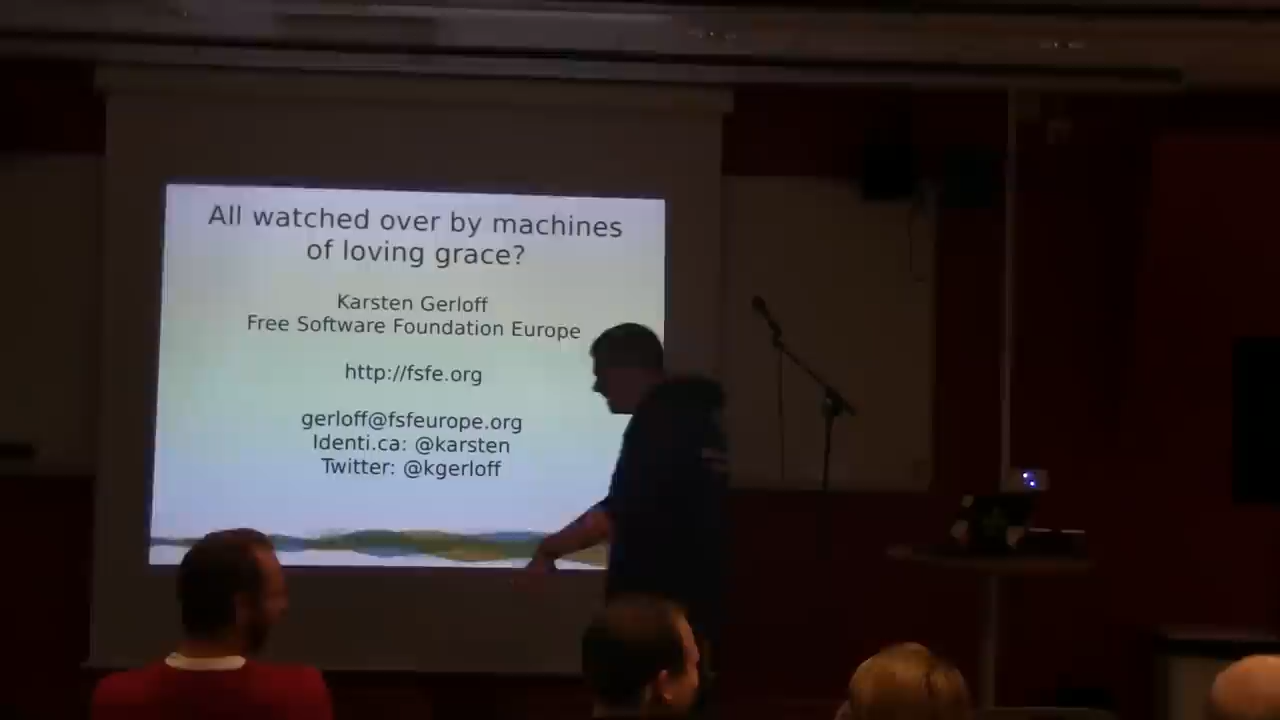 All watched over by machines
of loving grace?
Karsten Gerloff
Free Software Foundation Europe
http://fsfe.org
gerloff@fsfeurope.org
Identi.ca: @karsten
Twitter: @kgerloff